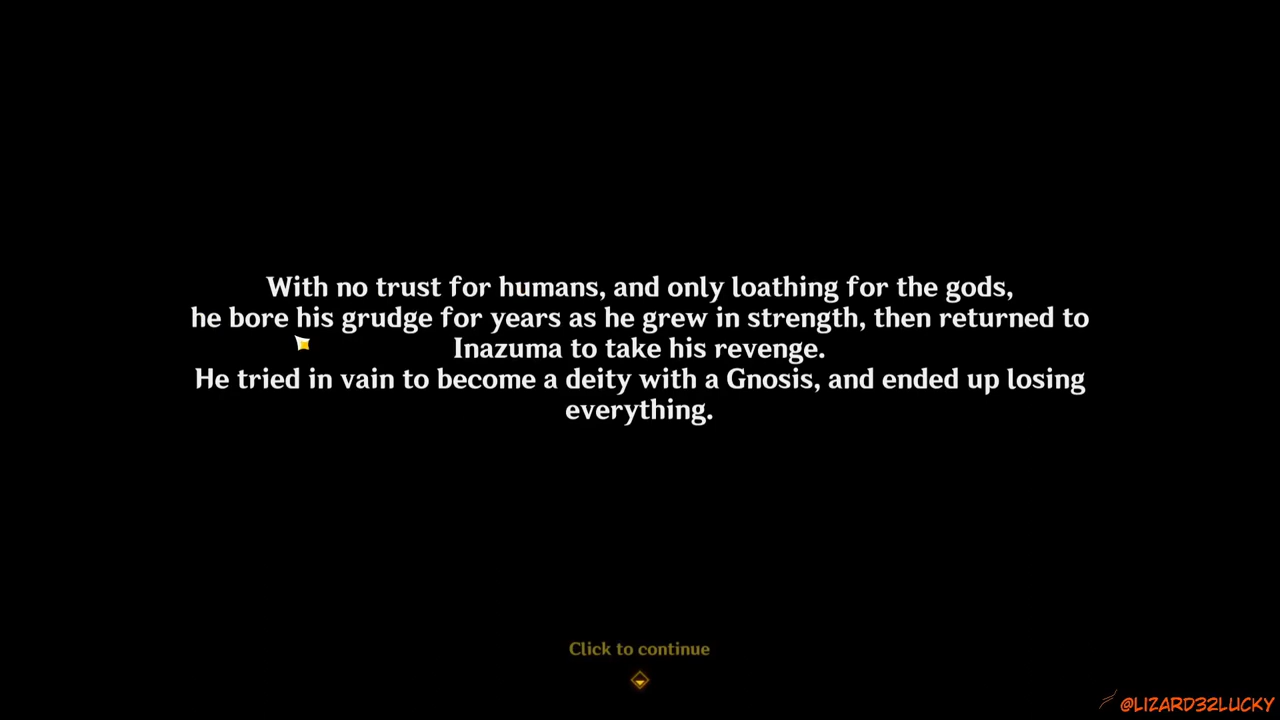 With no trust for humans, and only loathing for the gods,
he bore his grudge for years as he grew in strength, then returned to
Inazuma to take his revenge.
He tried in vain to become a deity with a Gnosis, and ended up losing
everything.
Click to continue
@LIZARD32LUCKY